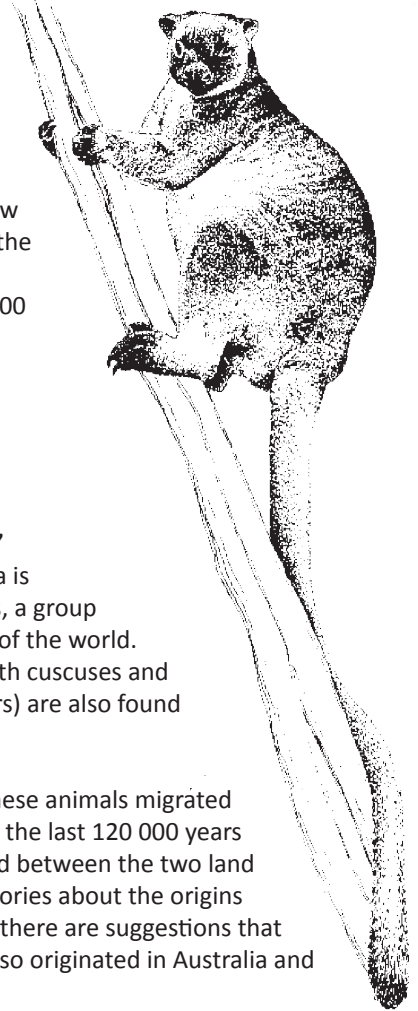 w
the
00
,
a is
s, a group
of the world.
th cuscuses and
rs) are also found
hese animals migrated
the last 120 000 years
d between the two land
ories about the origins
there are suggestions that
so originated in Australia and